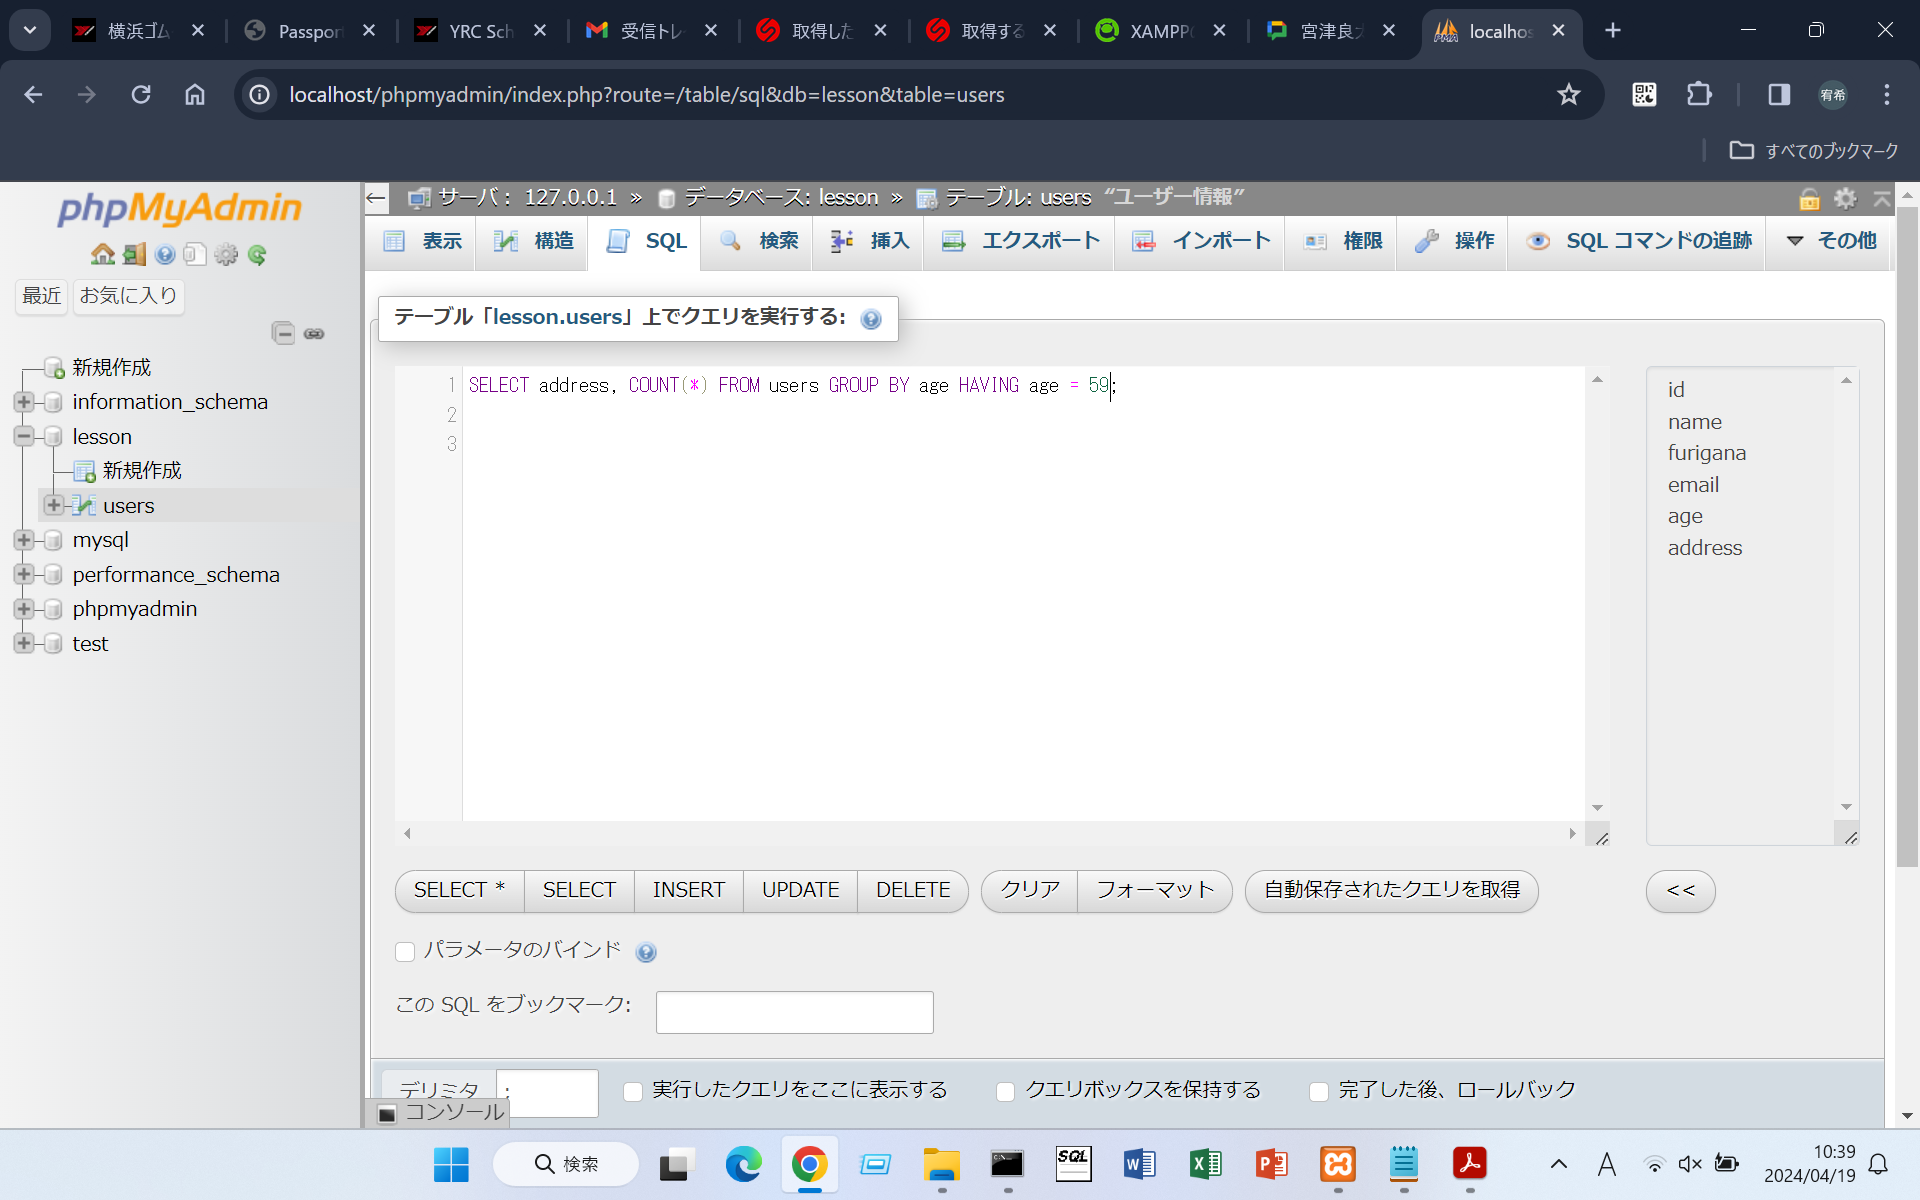 横浜ゴム
Passport
YRC Sch
受信トレ
取得した
取得する
XAMPP
宮津良
localhos
localhost/phpmyadmin/index.php?route=/table/sql&db=lesson&table=users
宥希
すべてのブックマーク
phpMyAdmin
最近
お気に入り
新規作成
information_schema
lesson
新規作成
users
mysql
performance_schema
phpmyadmin
test
サーバ: 127.0.0.1 » データベース: lesson » テーブル: users “ユーザー情報”
表示
構造
SQL
検索
挿入
エクスポート
インポート
権限
操作
SQL コマンドの追跡
その他
テーブル「lesson.users」上でクエリを実行する:
1 SELECT address, COUNT(*) FROM users GROUP BY age HAVING age = 59;
2
3
id
name
furigana
email
age
address
SELECT *
SELECT
INSERT
UPDATE
DELETE
クリア
フォーマット
自動保存されたクエリを取得
<<
パラメータのバインド
この SQL をブックマーク:
デリミタ ;
実行したクエリをここに表示する
クエリボックスを保持する
完了した後、ロールバック
コンソール
検索
SQL
A
10:39
2024/04/19